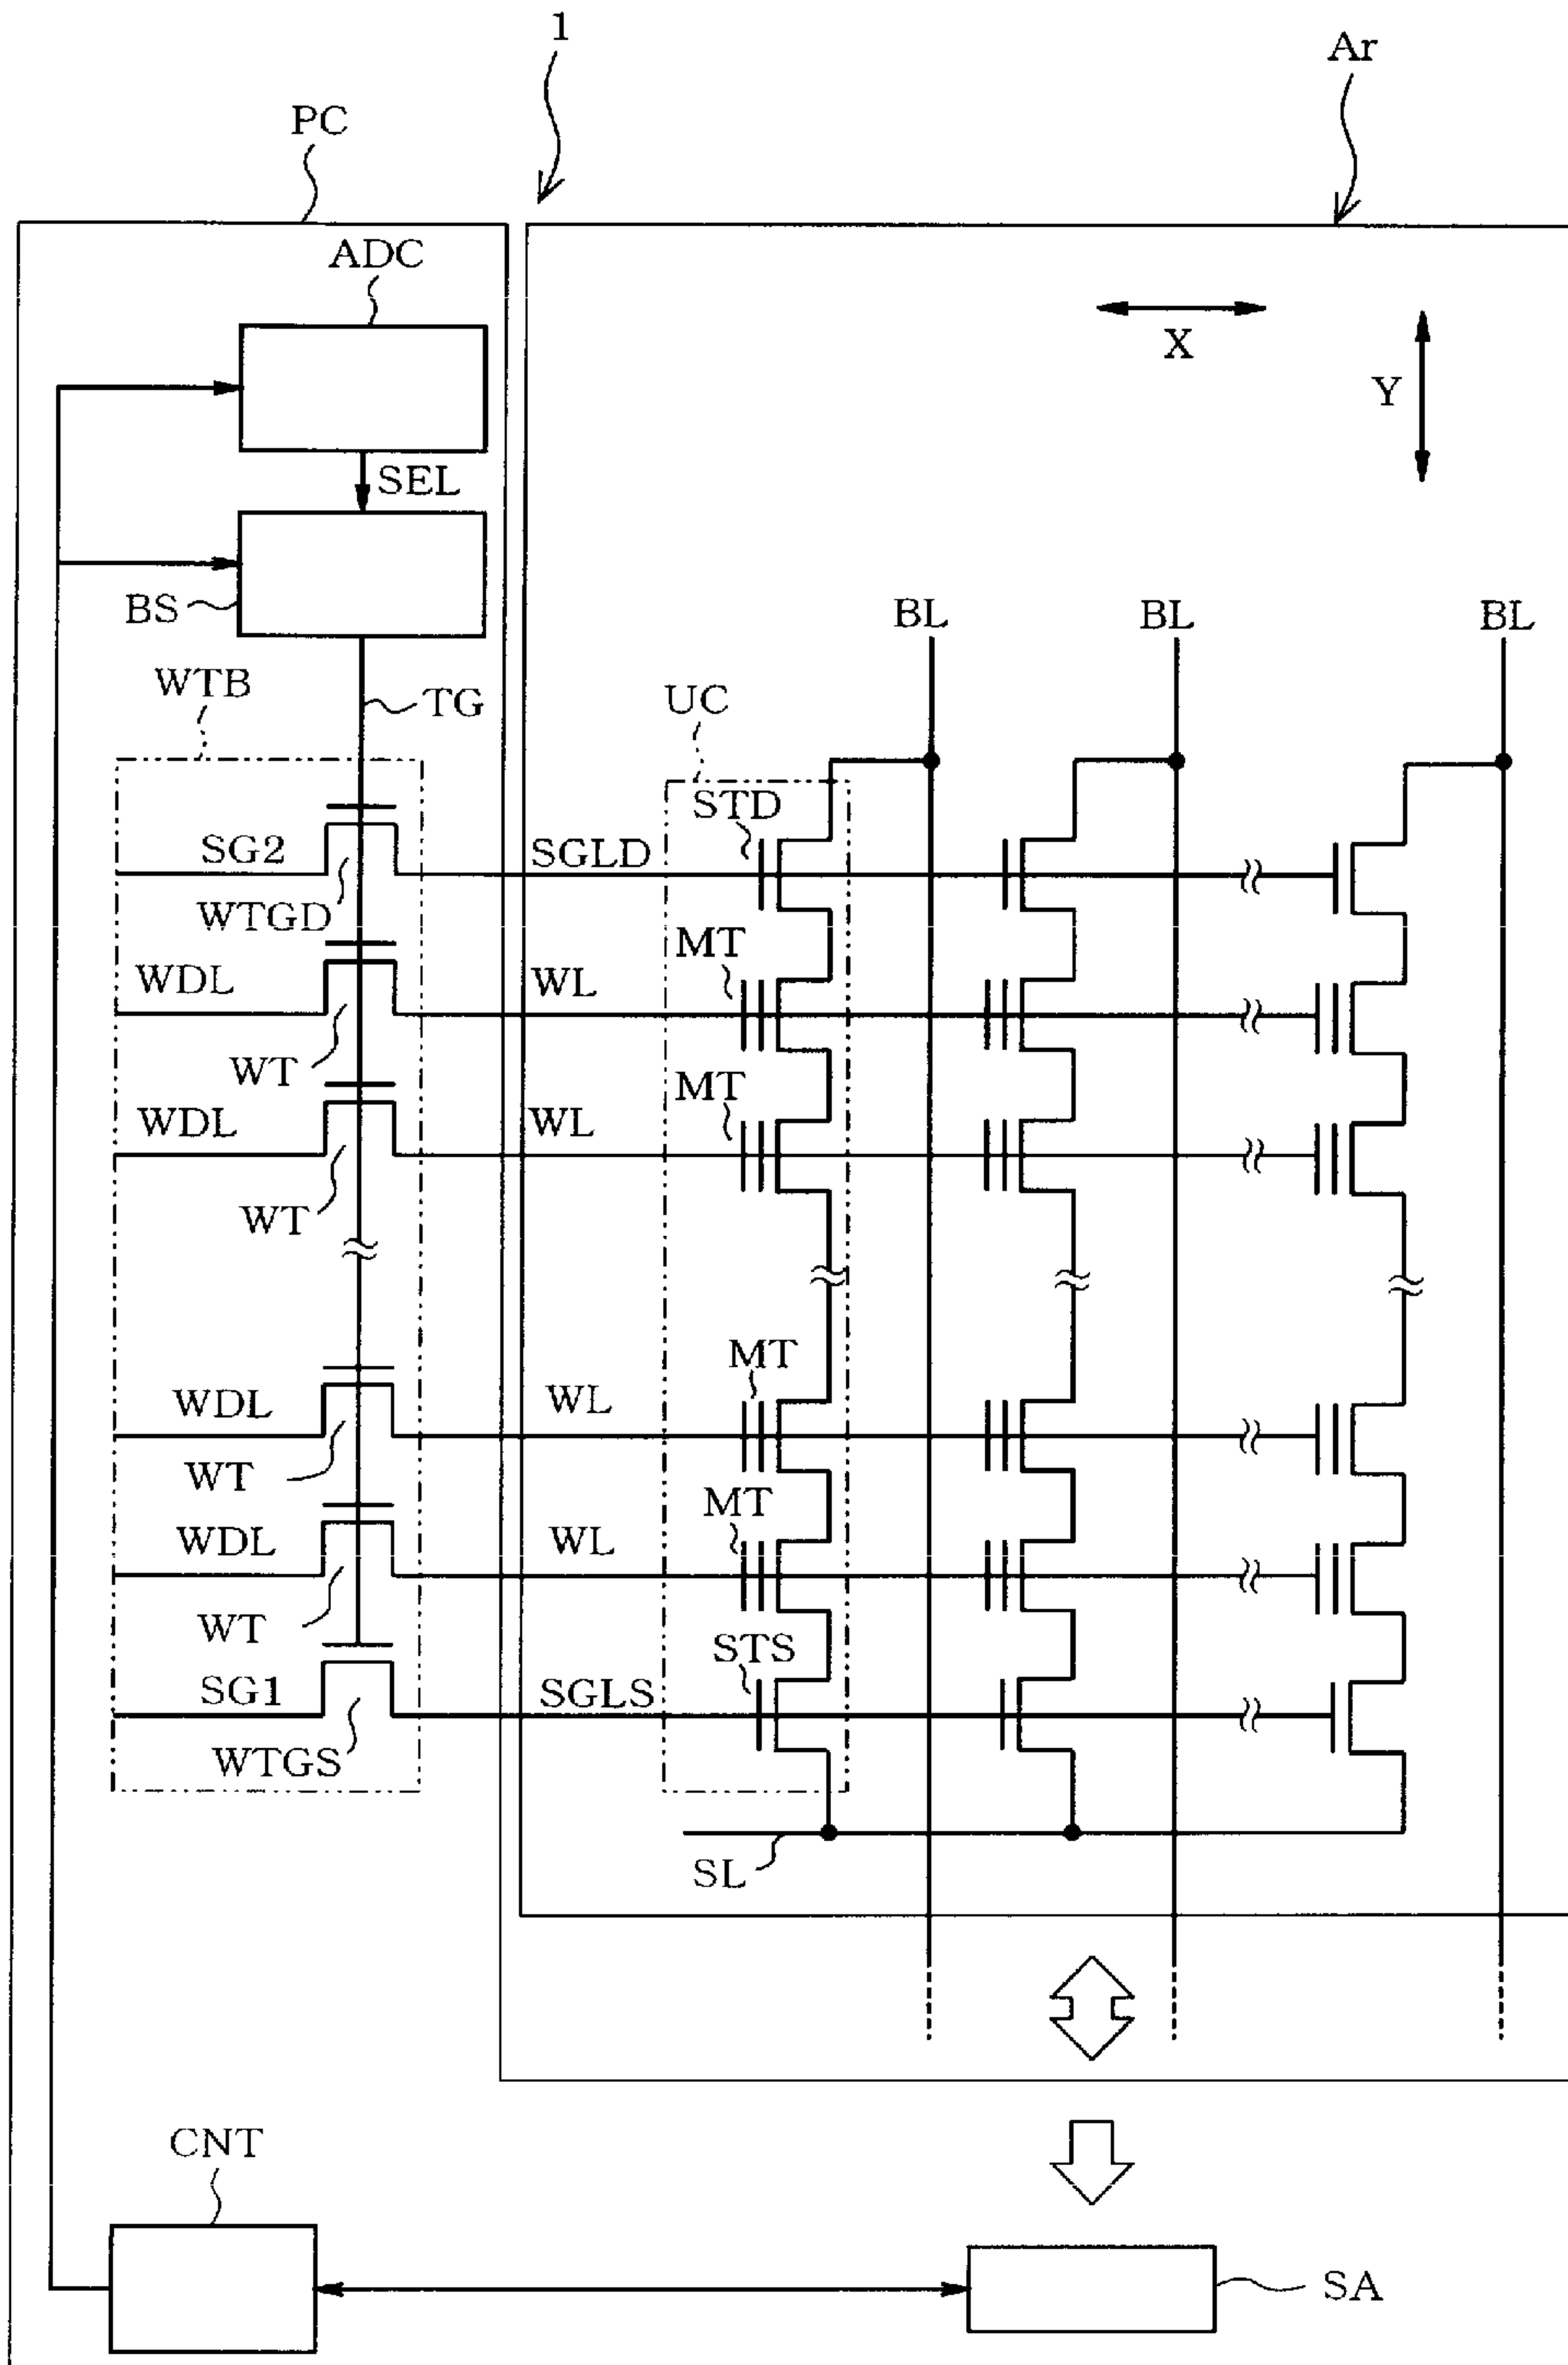 1
Ar
PC
ADC
X
Y
SEL
BS
BL BL BL
WTB
TG
UC
STD
SG2
SGLD
WTGD
MT
WDL
WL
WT
MT
WDL
WL
WT
MT
WDL
WL
WT
MT
WDL
WL
WT
STS
SG1
SGLS
WTGS
SL
CNT
SA